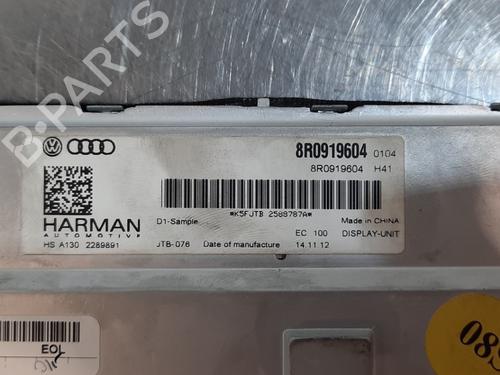 B-PARTS
8R0919604 0104
8R0919604 H41
*K5FJTB 2588787A*
HARMAN
AUTOMOTIVE
D1-Sample
Made in CHINA
EC 100 DISPLAY-UNIT
HS A130 2289891 JTB-076 Date of manufacture 14.11.12
EOL